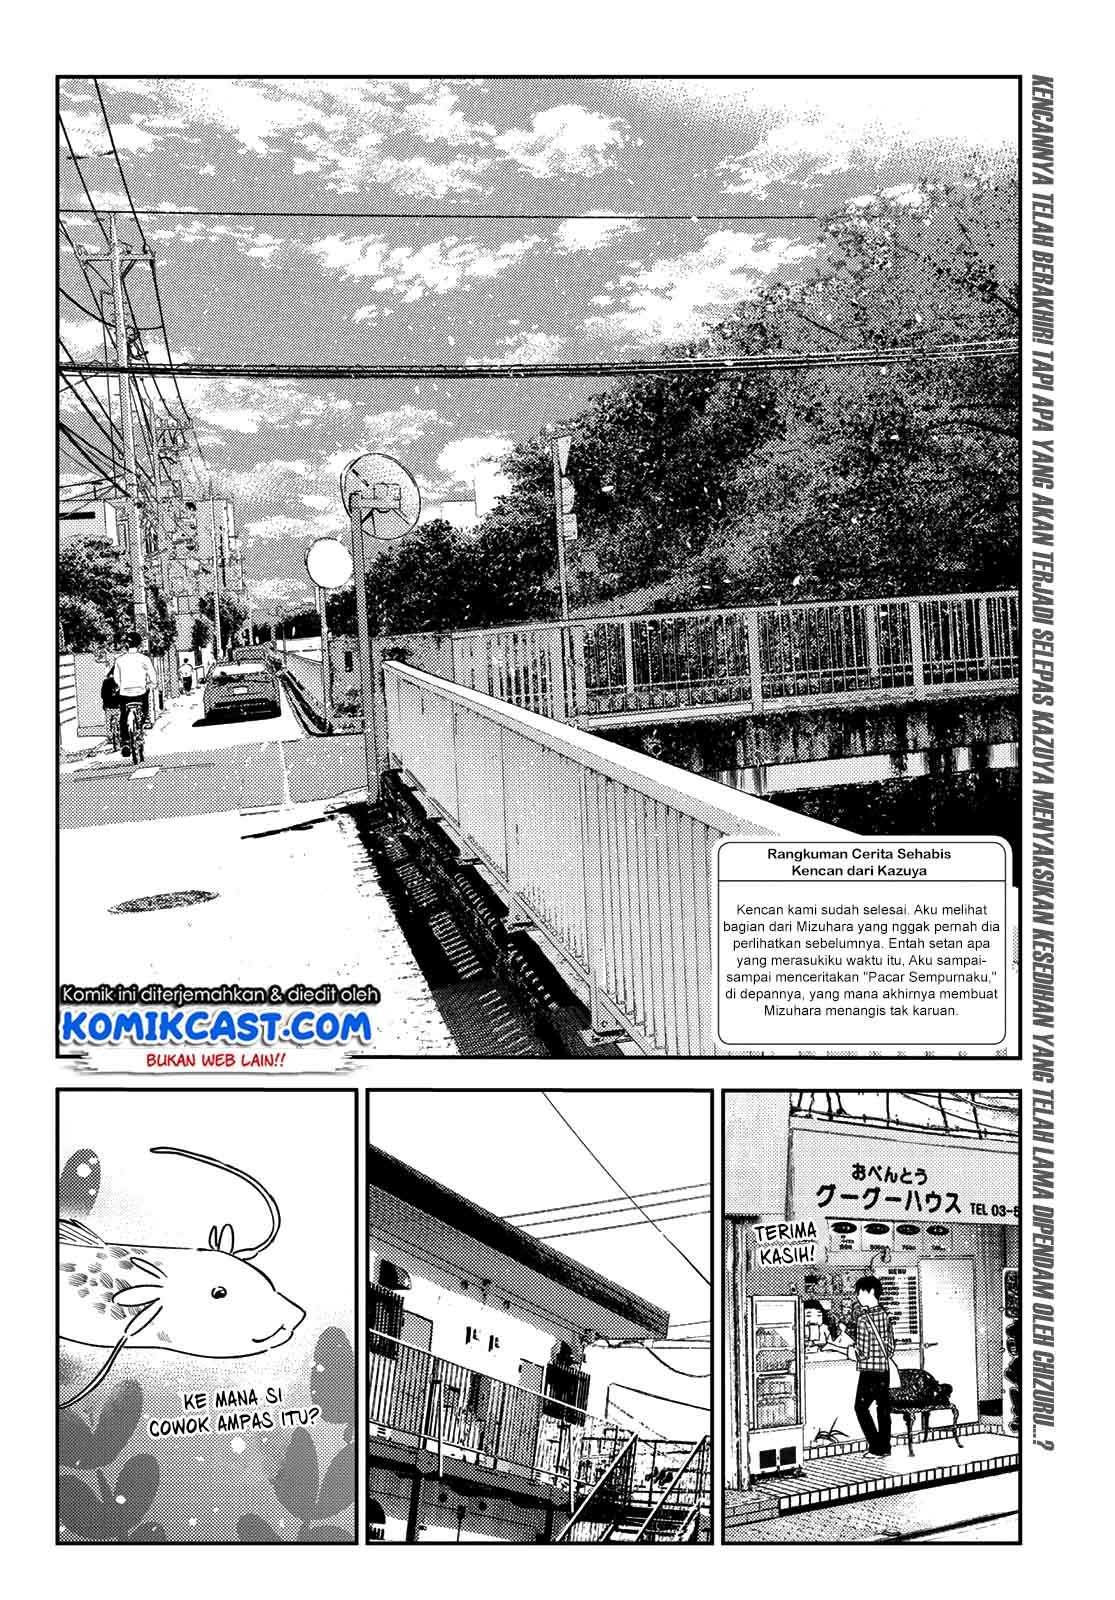 KENCANNYA TELAH BERAKHIR! TAPI APA YANG AKAN TERJADI SELEPAS KAZUYA MENYAKSIKAN KESEDIHAN YANG TELAH LAMA DIPENDAM OLEH CHIZURU...?
Rangkuman Cerita Sehabis
Kencan dari Kazuya
Kencan kami sudah selesai. Aku melihat
bagian dari Mizuhara yang nggak pernah dia
perlihatkan sebelumnya. Entah setan apa
yang merasukiku waktu itu, Aku sampai-
sampai menceritakan "Pacar Sempurnaku,"
di depannya, yang mana akhirnya membuat
Mizuhara menangis tak karuan.
Komik ini diterjemahkan & diedit oleh
KOMIKCAST.COM
BUKAN WEB LAIN!!
おべんとう
グーグーハウス TEL 03-5
TERIMA
KASIH!
MENU
KE MANA SI
COWOK AMPAS ITU?